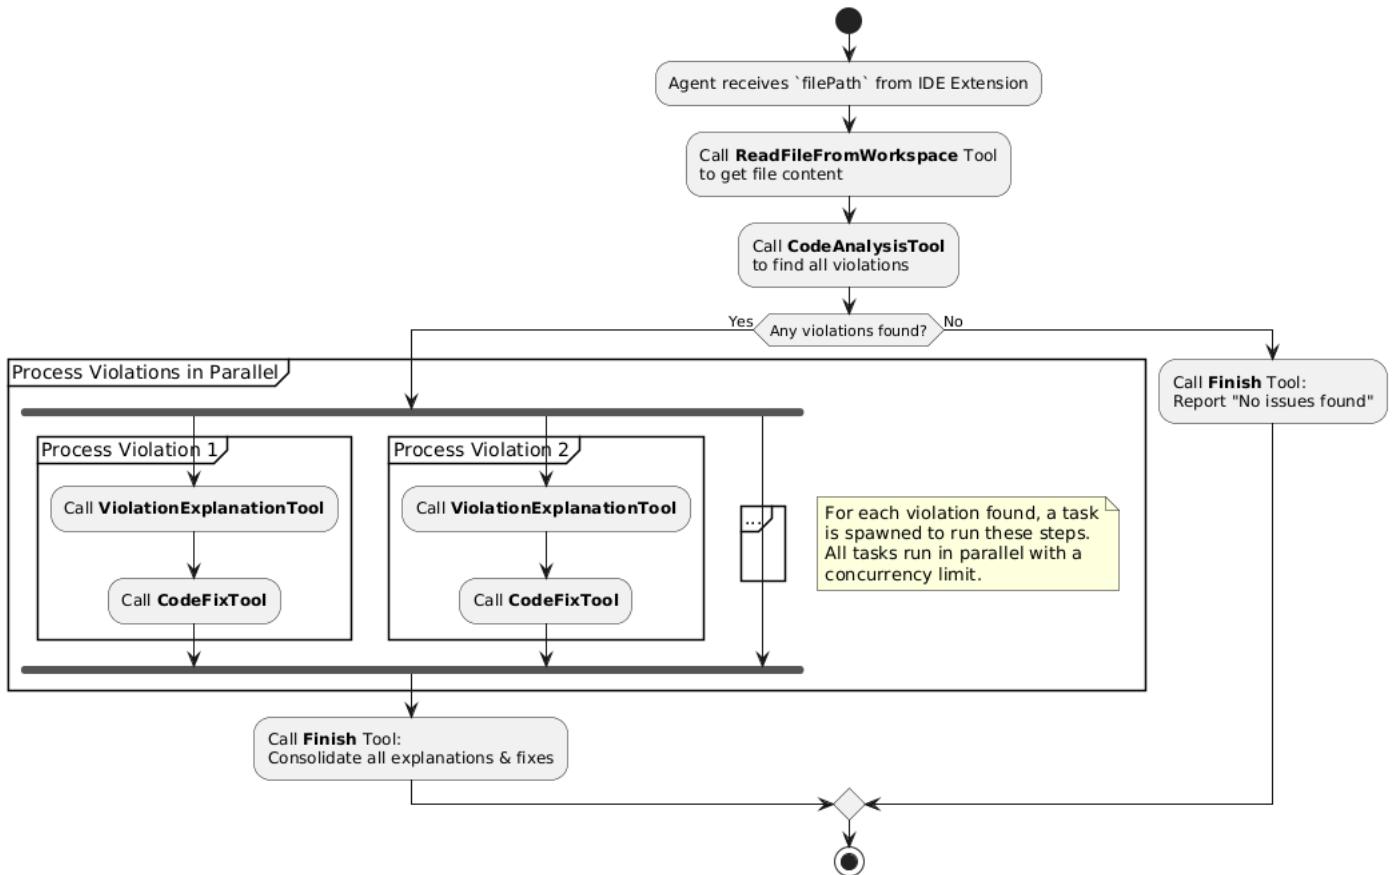 Agent receives `filePath` from IDE Extension
Call ReadFileFromWorkspace Tool
to get file content
Call CodeAnalysisTool
to find all violations
Yes
Any violations found?
No
Process Violations in Parallel
Call Finish Tool:
Report "No issues found"
Process Violation 1
Process Violation 2
Call ViolationExplanationTool
Call ViolationExplanationTool
...
For each violation found, a task
is spawned to run these steps.
All tasks run in parallel with a
concurrency limit.
Call CodeFixTool
Call CodeFixTool
Call Finish Tool:
Consolidate all explanations & fixes